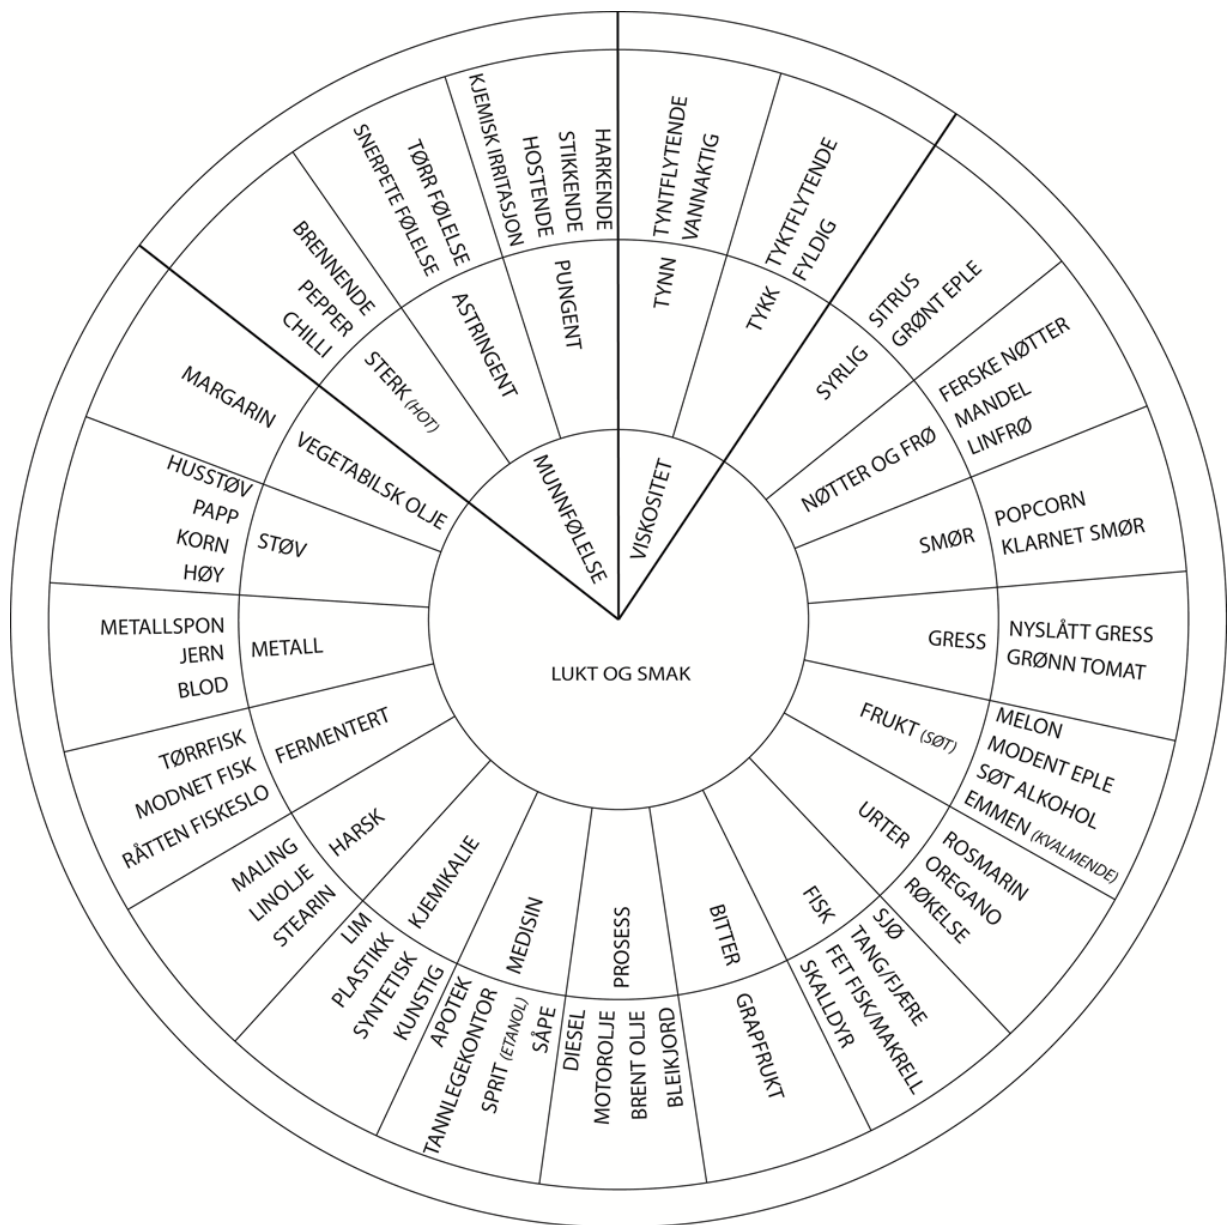 VISKOSITET
TYNN
TYNTFLYTENDE
VANNAKTIG
TYKK
TYKTFLYTENDE
FYLDIG
LUKT OG SMAK
SYRLIG
SITRUS
GRØNT EPLE
NØTTER OG FRØ
FERSKE NØTTER
MANDEL
LINFRØ
SMØR
POPCORN
KLARNET SMØR
GRESS
NYSLÅTT GRESS
GRØNN TOMAT
FRUKT (SØT)
MELON
MODENT EPLE
SØT ALKOHOL
EMMEN (KVALMENDE)
URTER
ROSMARIN
OREGANO
RØKELSE
FISK
SJØ
TANG/FJÆRE
FET FISK/MAKRELL
SKALLDYR
BITTER
GRAPFRUKT
PROSESS
DIESEL
MOTOROLJE
BRENT OLJE
BLEIKJORD
MEDISIN
APOTEK
TANNLEGEKONTOR
SPRIT (ETANOL)
SÅPE
KJEMIKALIE
LIM
PLASTIKK
SYNTETISK
KUNSTIG
HARSK
MALING
LINOLJE
STEARIN
FERMENTERT
TØRRFISK
MODNET FISK
RÅTTEN FISKESLO
METALL
METALLSPON
JERN
BLOD
STØV
HUSSTØV
PAPP
KORN
HØY
VEGETABILSK OLJE
MARGARIN
MUNNFØLELSE
STERK (HOT)
BRENNENDE
PEPPER
CHILLI
ASTRINGENT
SNERPETE FØLELSE
TØRR FØLELSE
PUNGENT
KJEMISK IRRITASJON
HOSTENDE
STIKKENDE
HARKENDE